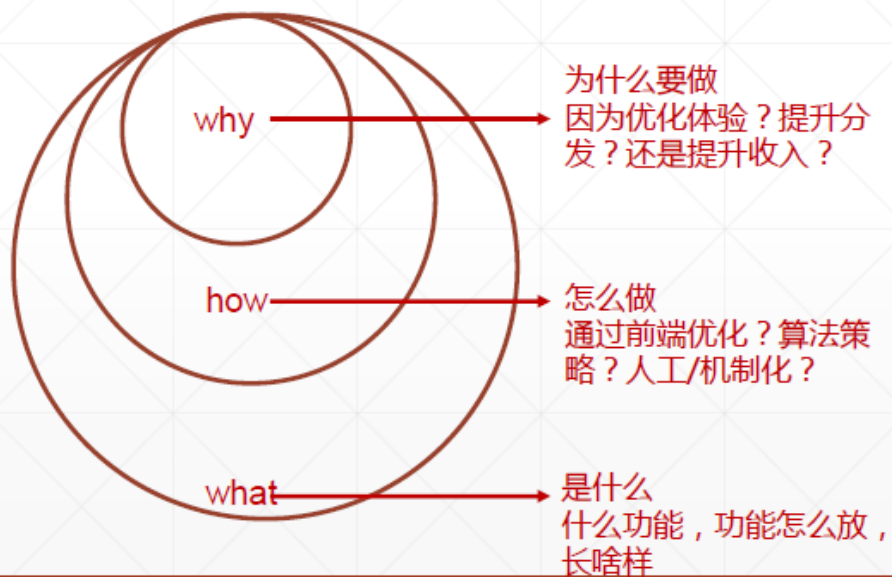 why
为什么要做
因为优化体验？提升分
发？还是提升收入？
how
怎么做
通过前端优化？算法策
略？人工/机制化？
what
是什么
什么功能，功能怎么放，
长啥样